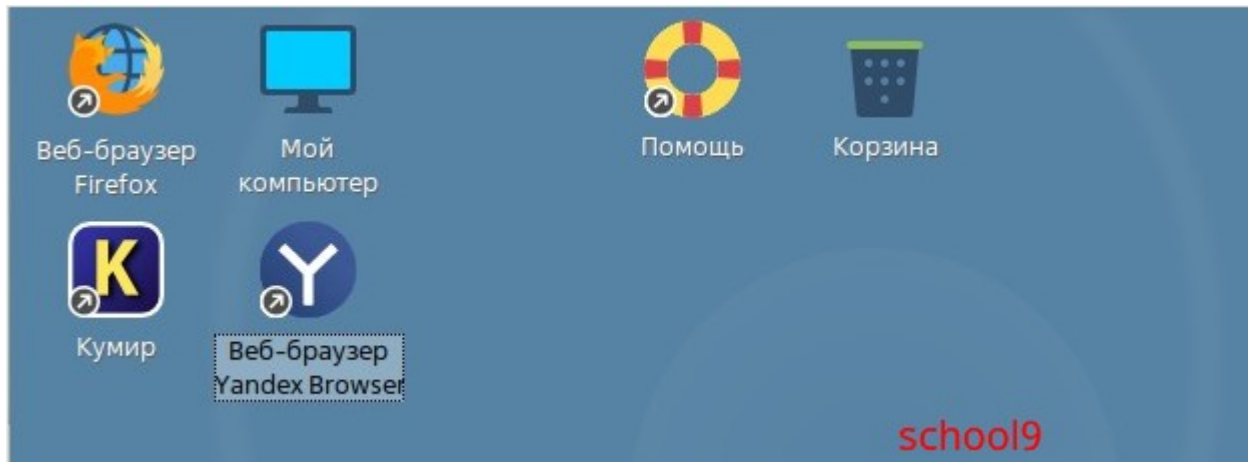 Веб-браузер
Firefox
Мой
компьютер
Помощь
Корзина
K
Кумир
Веб-браузер
Yandex Browser
school9